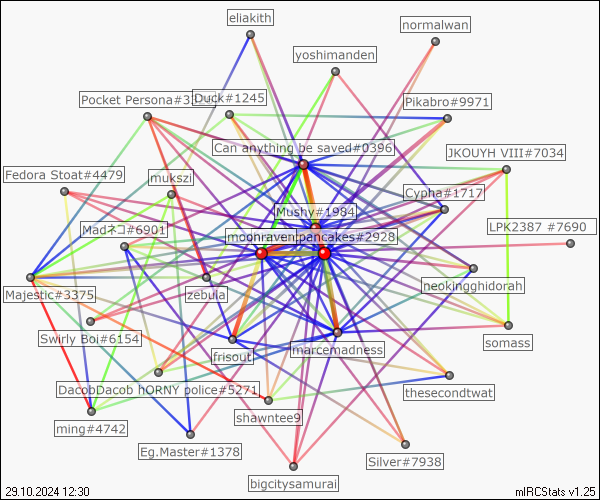 eliakith
normalwan
yoshimanden
Pocket Persona#33
Duck#1245
Pikabro#9971
Can anything be saved#0396
JKOUYH VIII#7034
Fedora Stoat#4479
mukszi
Cypha#1717
Mushy#1984
LPK2387 #7690
Madネコ#6901
moonraven
pancakes#2928
neokingghidorah
Majestic#3375
zebula
Swirly Boi#6154
somass
frisout
marcemadness
DacobDacob hORNY police#5271
thesecondtwat
shawntee9
ming#4742
Eg.Master#1378
Silver#7938
bigcitysamurai
29.10.2024 12:30
mIRCStats v1.25